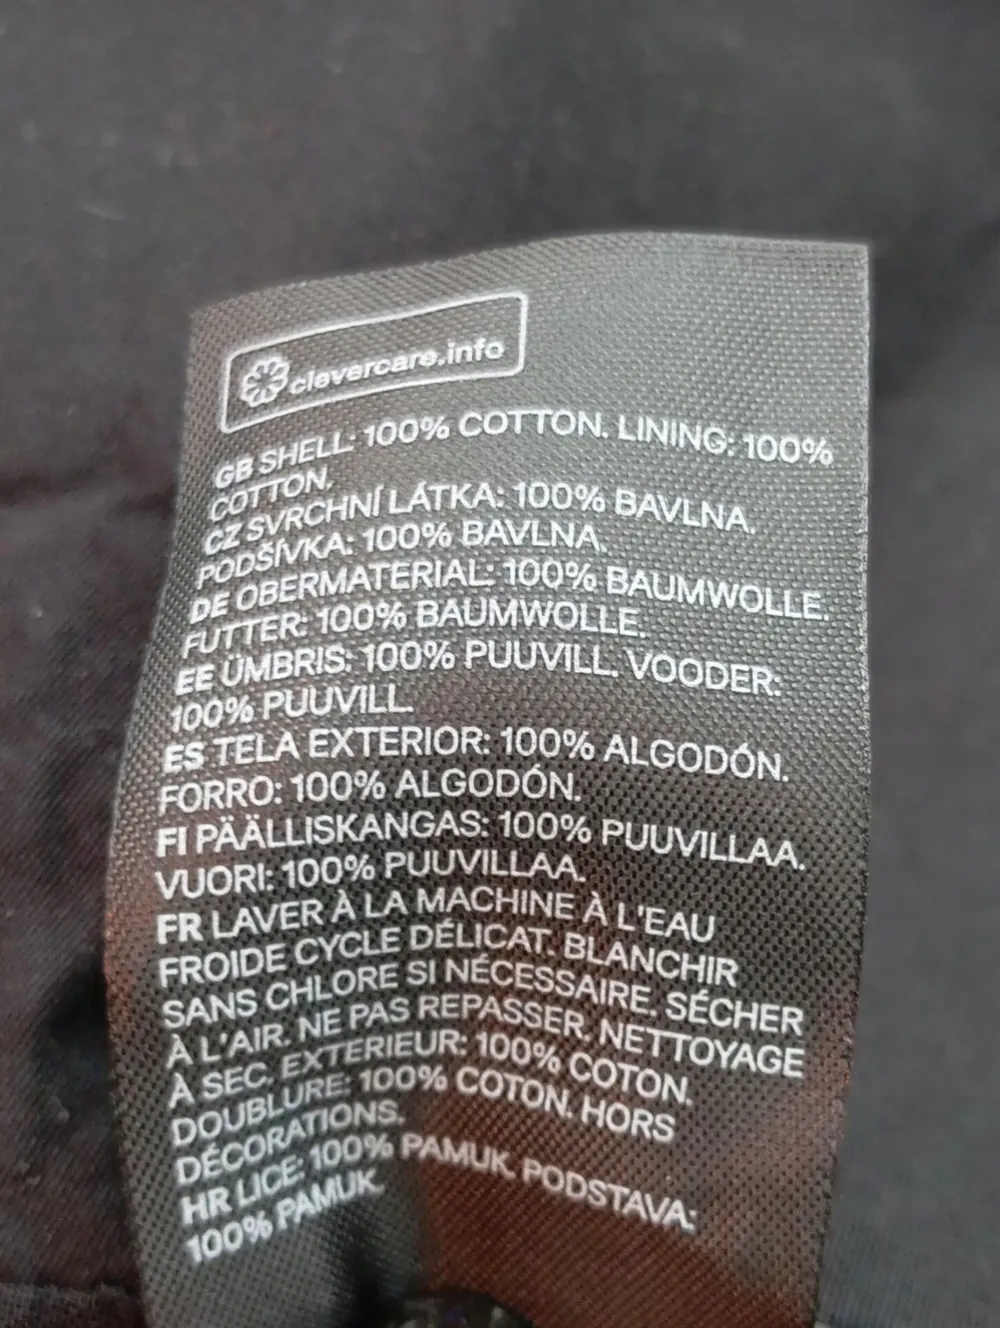 clevercare.info
GB SHELL: 100% COTTON. LINING: 100%
COTTON.
CZ SVRCHNÍ LÁTKA: 100% BAVLNA.
PODŠÍVKA: 100% BAVLNA.
DE OBERMATERIAL: 100% BAUMWOLLE.
FUTTER: 100% BAUMWOLLE.
EE ÜMBRIS: 100% PUUVILL. VOODER:
100% PUUVILL.
ES TELA EXTERIOR: 100% ALGODÓN.
FORRO: 100% ALGODÓN.
FI PÄÄLLISKANGAS: 100% PUUVILLAA.
VUORI: 100% PUUVILLAA.
FR LAVER À LA MACHINE À L'EAU
FROIDE CYCLE DÉLICAT. BLANCHIR
SANS CHLORE SI NÉCESSAIRE. SÉCHER
À L'AIR. NE PAS REPASSER. NETTOYAGE
À SEC. EXTERIEUR: 100% COTON.
DOUBLURE: 100% COTON. HORS
DÉCORATIONS.
HR LICE: 100% PAMUK. PODSTAVA:
100% PAMUK.